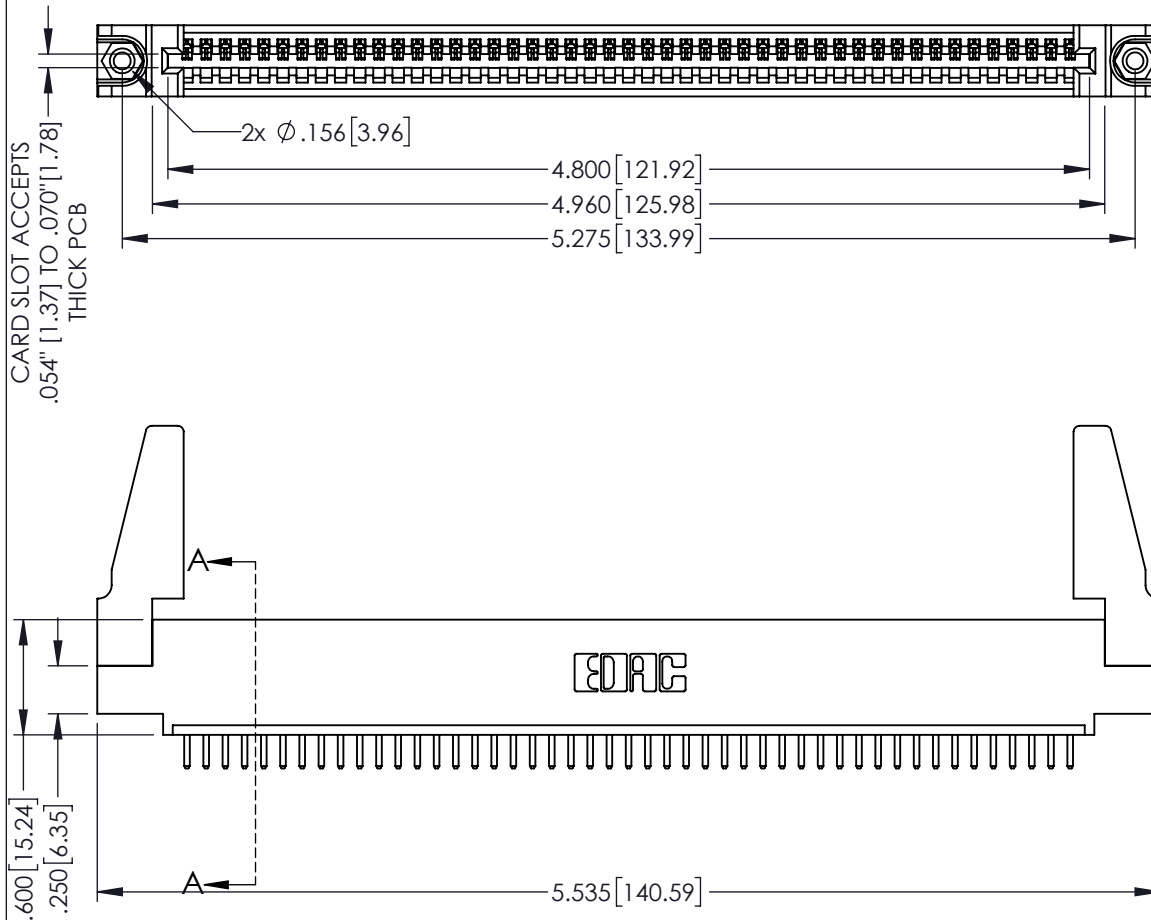 2x Ø.156[3.96]
4.800[121.92]
4.960[125.98]
5.275[133.99]
CARD SLOT ACCEPTS
.054" [1.37] TO .070"[1.78]
THICK PCB
A
EDAC
.600[15.24]
.250[6.35]
A
5.535[140.59]